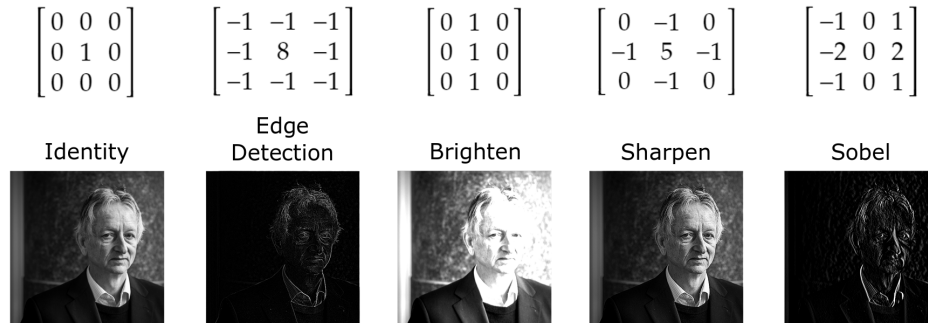 0 0 0
0 1 0
0 0 0
–1 –1 –1
–1 8 –1
–1 –1 –1
0 1 0
0 1 0
0 1 0
0 –1 0
–1 5 –1
0 –1 0
–1 0 1
–2 0 2
–1 0 1
Identity
Edge
Detection
Brighten
Sharpen
Sobel